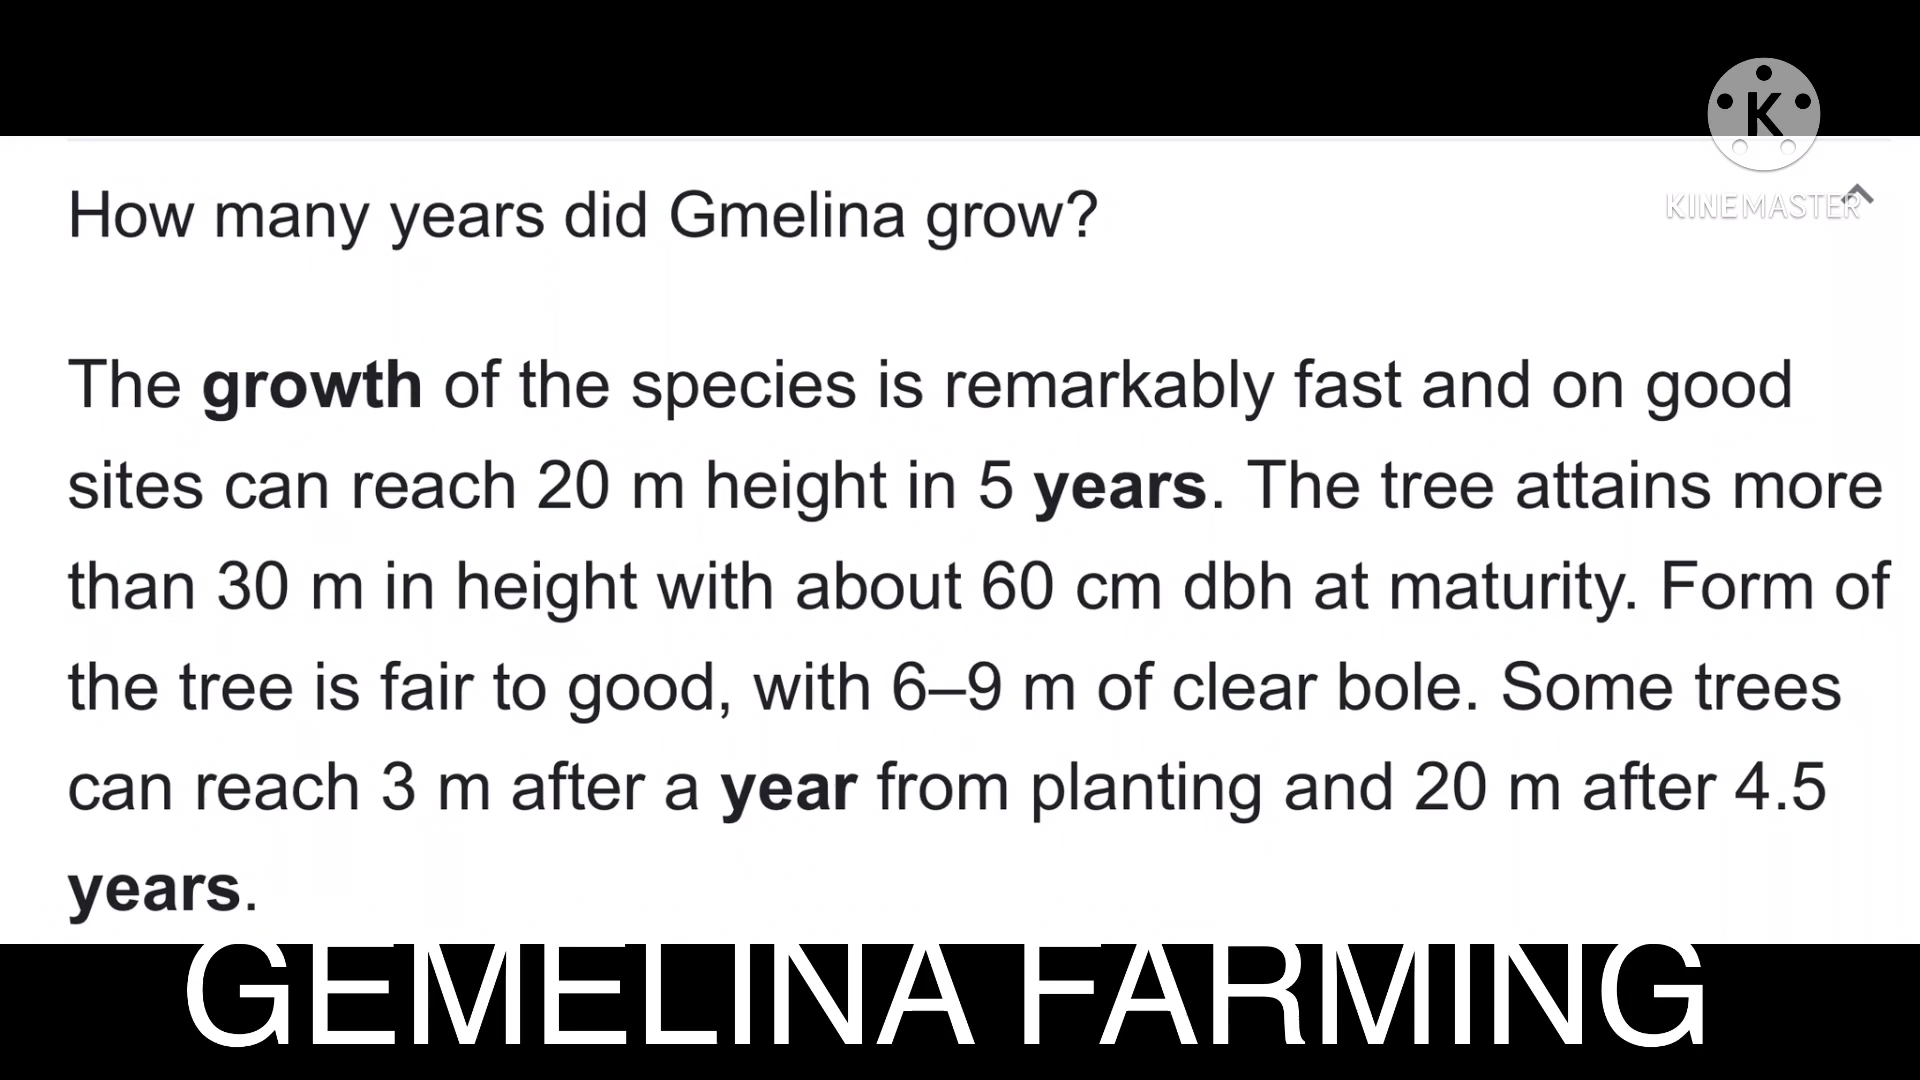 K
KINEMASTER
How many years did Gmelina grow?
The growth of the species is remarkably fast and on good
sites can reach 20 m height in 5 years. The tree attains more
than 30 m in height with about 60 cm dbh at maturity. Form of
the tree is fair to good, with 6–9 m of clear bole. Some trees
can reach 3 m after a year from planting and 20 m after 4.5
years.
GEMELINA FARMING